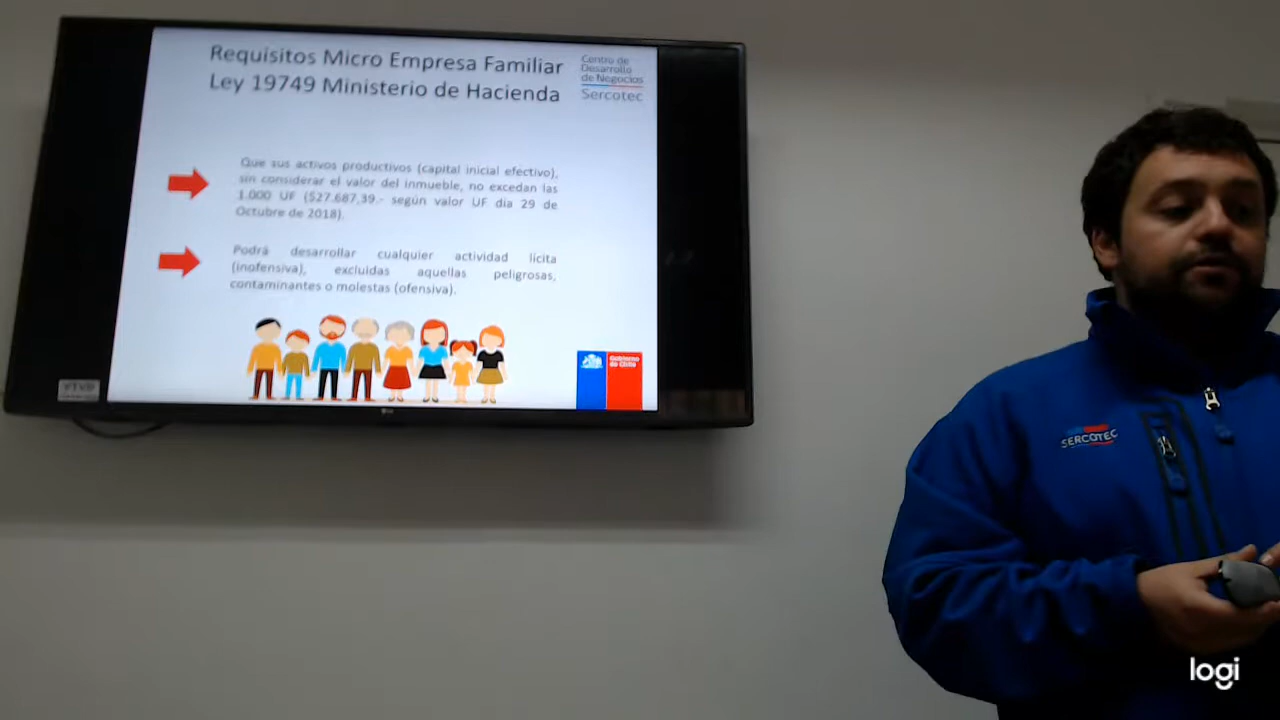 Requisitos Micro Empresa Familiar
Ley 19749 Ministerio de Hacienda
Centro de
Desarrollo
de Negocios
Sercotec
Que sus activos productivos (capital inicial efectivo),
sin considerar el valor del inmueble, no excedan las
1.000 UF ($27.687,39.- según valor UF día 29 de
Octubre de 2018).
Podrá desarrollar cualquier actividad lícita
(inofensiva), excluidas aquellas peligrosas,
contaminantes o molestas (ofensiva).
Gobierno
de Chile
LG
SERCOTEC
logi